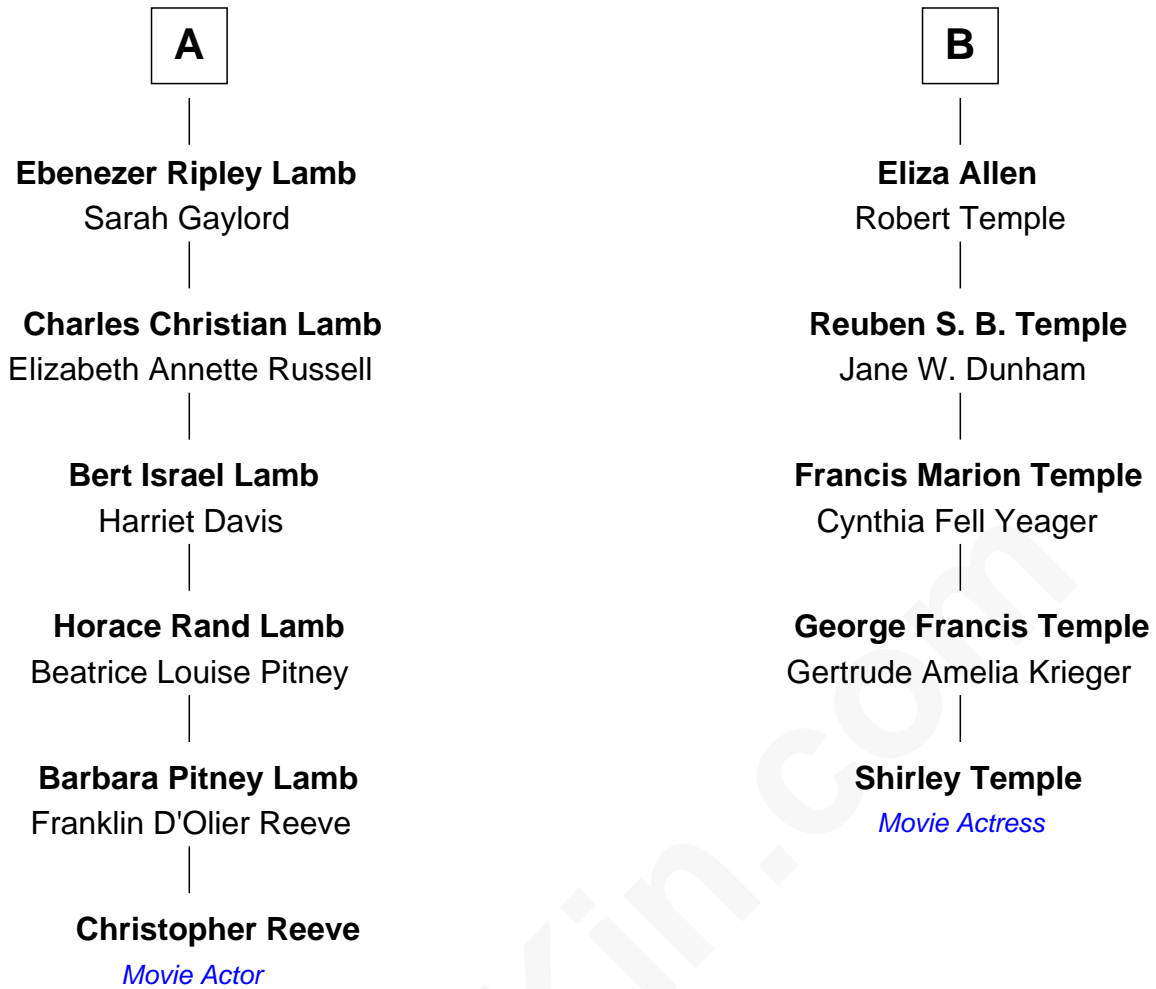 A
Ebenezer Ripley Lamb
Sarah Gaylord
Charles Christian Lamb
Elizabeth Annette Russell
Bert Israel Lamb
Harriet Davis
Horace Rand Lamb
Beatrice Louise Pitney
Barbara Pitney Lamb
Franklin D'Olier Reeve
Christopher Reeve
Movie Actor
B
Eliza Allen
Robert Temple
Reuben S. B. Temple
Jane W. Dunham
Francis Marion Temple
Cynthia Fell Yeager
George Francis Temple
Gertrude Amelia Krieger
Shirley Temple
Movie Actress
Kin.com